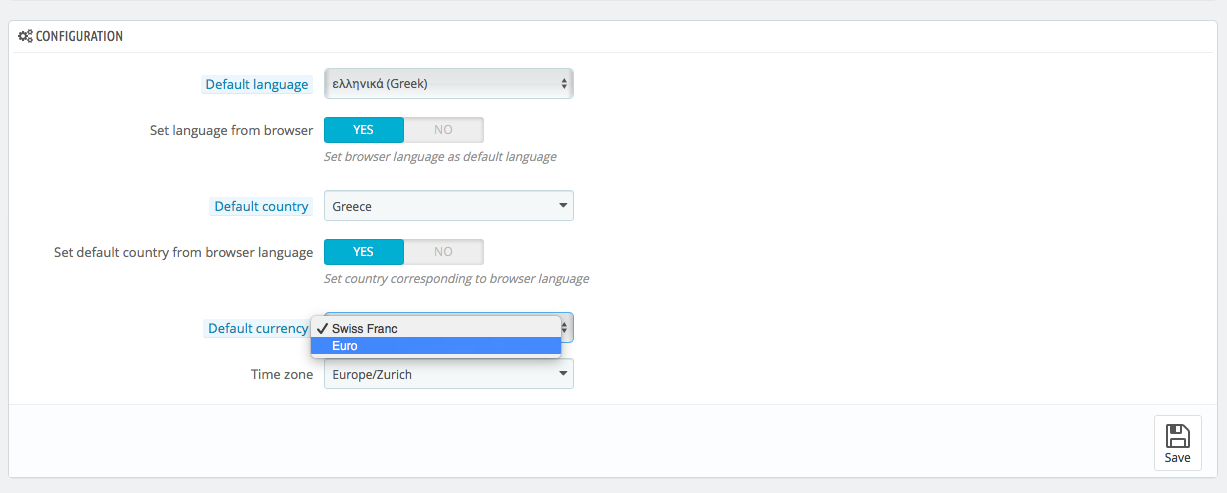 CONFIGURATION
Default language ελληνικά (Greek)
Set language from browser YES NO
Set browser language as default language
Default country Greece
Set default country from browser language YES NO
Set country corresponding to browser language
Default currency ✓ Swiss Franc
Euro
Time zone Europe/Zurich
Save